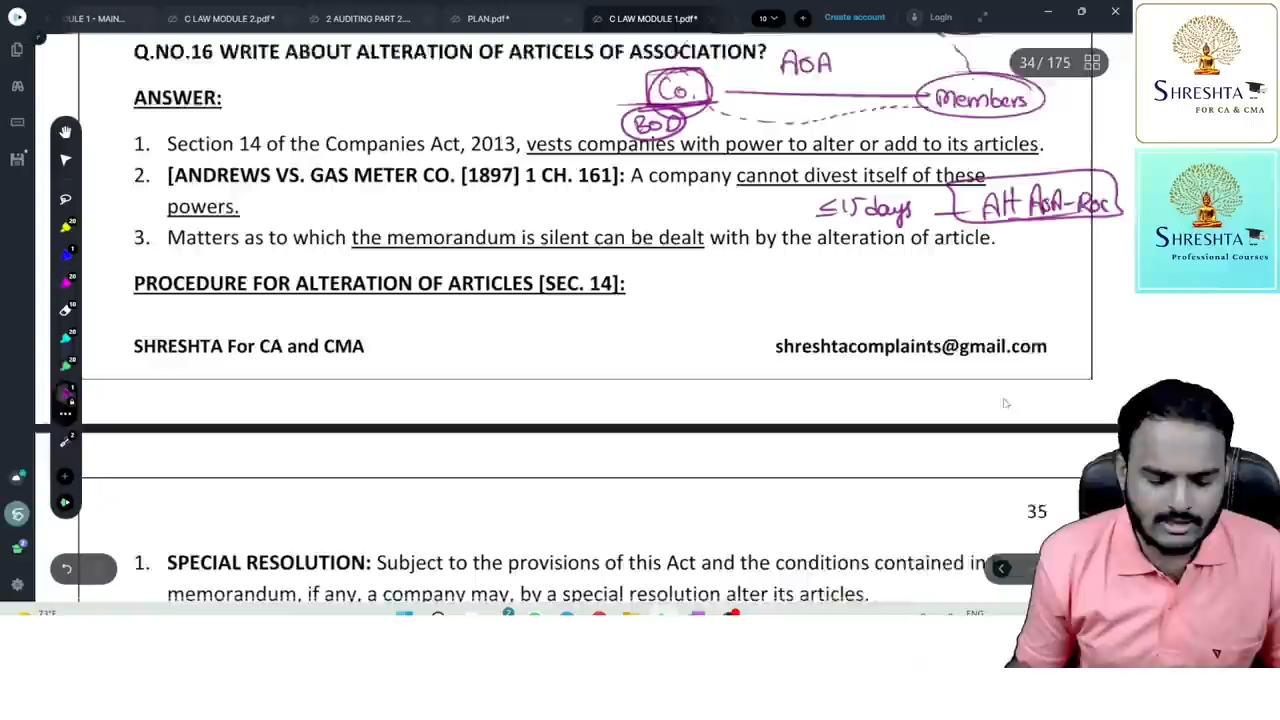 ULE 1 - MAIN... C LAW MODULE 2.pdf* 2 AUDITING PART 2.... PLAN.pdf* C LAW MODULE 1.pdf* 10 Create account Login
Q.NO.16 WRITE ABOUT ALTERATION OF ARTICELS OF ASSOCIATION?
34 / 175
AOA
ANSWER:
Co.
Members
BOD
1. Section 14 of the Companies Act, 2013, vests companies with power to alter or add to its articles.
2. [ANDREWS VS. GAS METER CO. [1897] 1 CH. 161]: A company cannot divest itself of these
powers.
≤15 days — Alt AOA-ROC
3. Matters as to which the memorandum is silent can be dealt with by the alteration of article.
PROCEDURE FOR ALTERATION OF ARTICLES [SEC. 14]:
SHRESHTA For CA and CMA shreshtacomplaints@gmail.com
35
1. SPECIAL RESOLUTION: Subject to the provisions of this Act and the conditions contained in
memorandum, if any, a company may, by a special resolution alter its articles.
73°F
ENG
SHRESHTA
FOR CA & CMA
SHRESHTA
Professional Courses